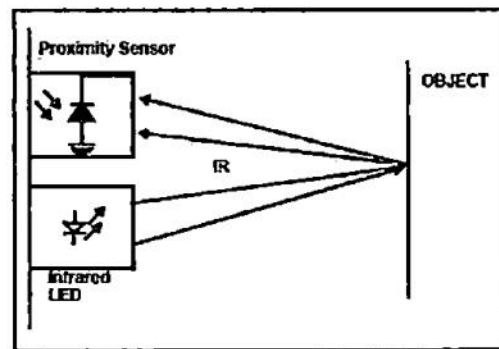 Proximity Sensor
OBJECT
IR
Infrared
LED